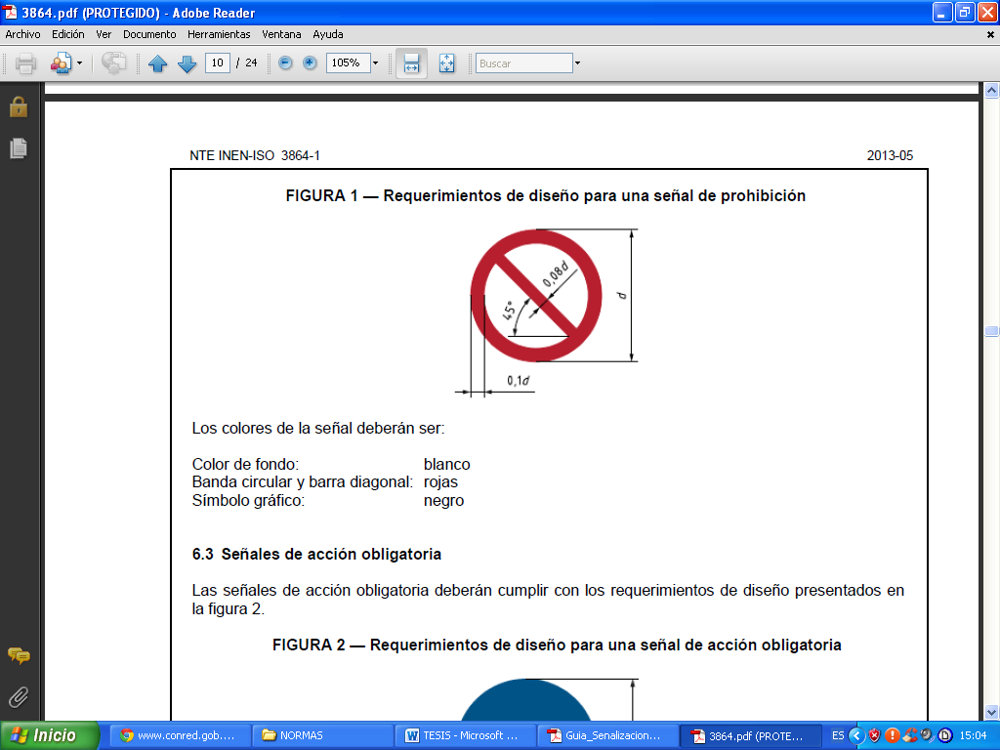 3864.pdf (PROTEGIDO) - Adobe Reader
Archivo Edición Ver Documento Herramientas Ventana Ayuda
10 / 24 105% Buscar
NTE INEN-ISO 3864-1 2013-05
FIGURA 1 — Requerimientos de diseño para una señal de prohibición
0,08d
45°
d
0,1d
Los colores de la señal deberán ser:
Color de fondo: blanco
Banda circular y barra diagonal: rojas
Símbolo gráfico: negro
6.3 Señales de acción obligatoria
Las señales de acción obligatoria deberán cumplir con los requerimientos de diseño presentados en
la figura 2.
FIGURA 2 — Requerimientos de diseño para una señal de acción obligatoria
Inicio www.conred.gob.... NORMAS TESIS - Microsoft ... Guia_Senalizacion... 3864.pdf (PROTE... ES 15:04